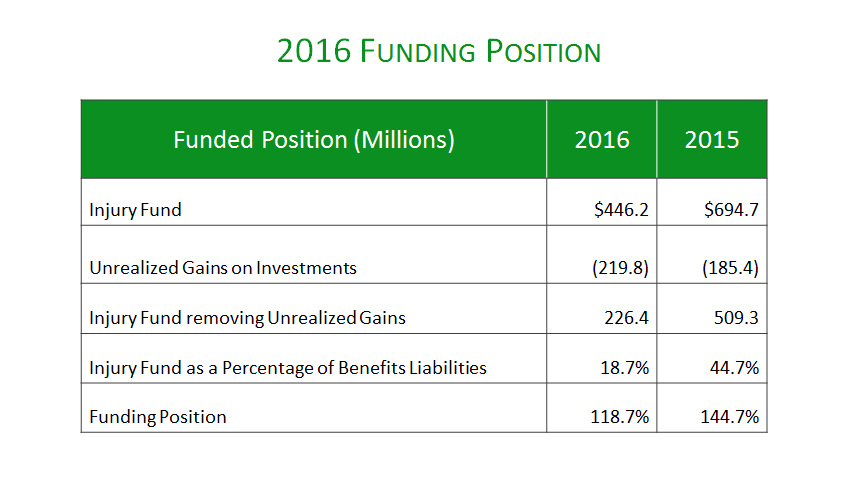 2016 FUNDING POSITION
Funded Position (Millions) 2016 2015
Injury Fund $446.2 $694.7
Unrealized Gains on Investments (219.8) (185.4)
Injury Fund removing Unrealized Gains 226.4 509.3
Injury Fund as a Percentage of Benefits Liabilities 18.7% 44.7%
Funding Position 118.7% 144.7%